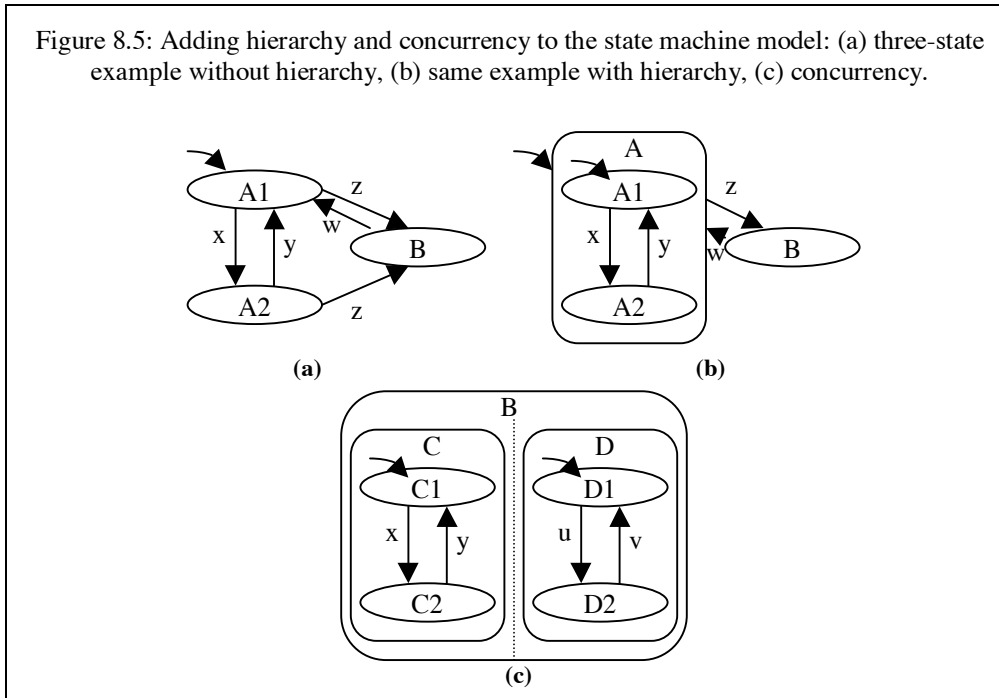 Figure 8.5: Adding hierarchy and concurrency to the state machine model: (a) three-state
example without hierarchy, (b) same example with hierarchy, (c) concurrency.
A1
z
w
x
y
B
A2
z
(a)
A
A1
z
x
y
w
B
A2
(b)
B
C
D
C1
D1
x
y
u
v
C2
D2
(c)